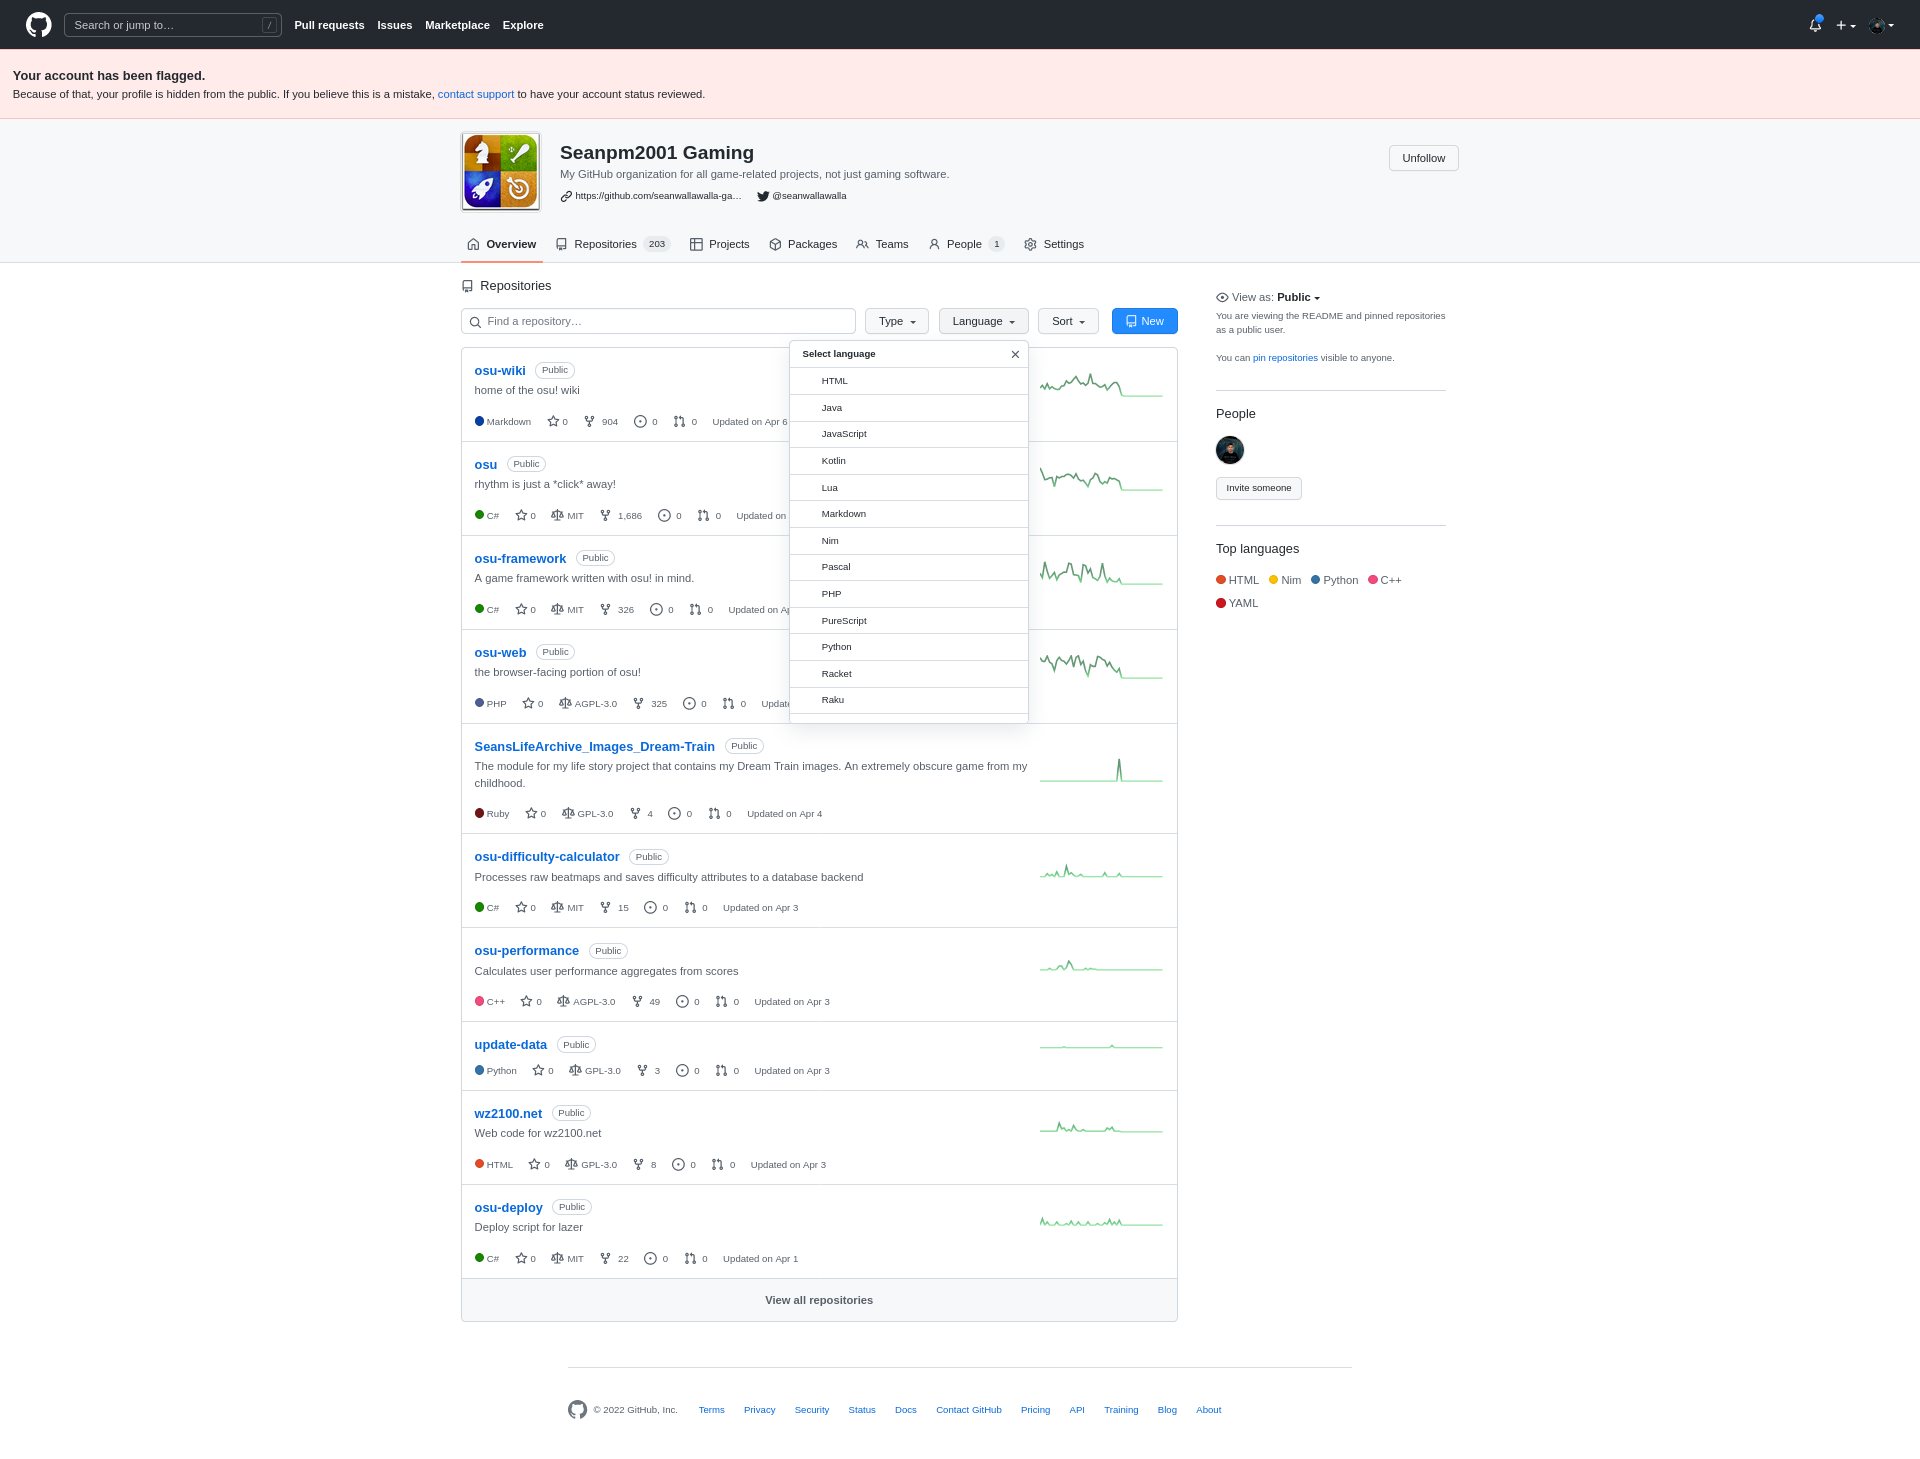 Search or jump to…
/
Pull requests Issues Marketplace Explore
Your account has been flagged.
Because of that, your profile is hidden from the public. If you believe this is a mistake, contact support to have your account status reviewed.
Seanpm2001 Gaming
Unfollow
My GitHub organization for all game-related projects, not just gaming software.
https://github.com/seanwallawalla-ga… @seanwallawalla
Overview Repositories 203 Projects Packages Teams People 1 Settings
Repositories
Find a repository…
Type Language Sort New
Select language
HTML
Java
JavaScript
Kotlin
Lua
Markdown
Nim
Pascal
PHP
PureScript
Python
Racket
Raku
osu-wiki Public
home of the osu! wiki
Markdown 0 904 0 0 Updated on Apr 6
osu Public
rhythm is just a *click* away!
C# 0 MIT 1,686 0 0 Updated on
osu-framework Public
A game framework written with osu! in mind.
C# 0 MIT 326 0 0 Updated on
osu-web Public
the browser-facing portion of osu!
PHP 0 AGPL-3.0 325 0 0
SeansLifeArchive_Images_Dream-Train Public
The module for my life story project that contains my Dream Train images. An extremely obscure game from my
childhood.
Ruby 0 GPL-3.0 4 0 0 Updated on Apr 4
osu-difficulty-calculator Public
Processes raw beatmaps and saves difficulty attributes to a database backend
C# 0 MIT 15 0 0 Updated on Apr 3
osu-performance Public
Calculates user performance aggregates from scores
C++ 0 AGPL-3.0 49 0 0 Updated on Apr 3
update-data Public
Python 0 GPL-3.0 3 0 0 Updated on Apr 3
wz2100.net Public
Web code for wz2100.net
HTML 0 GPL-3.0 8 0 0 Updated on Apr 3
osu-deploy Public
Deploy script for lazer
C# 0 MIT 22 0 0 Updated on Apr 1
View all repositories
View as: Public
You are viewing the README and pinned repositories
as a public user.
You can pin repositories visible to anyone.
People
Invite someone
Top languages
HTML Nim Python C++
YAML
© 2022 GitHub, Inc. Terms Privacy Security Status Docs Contact GitHub Pricing API Training Blog About